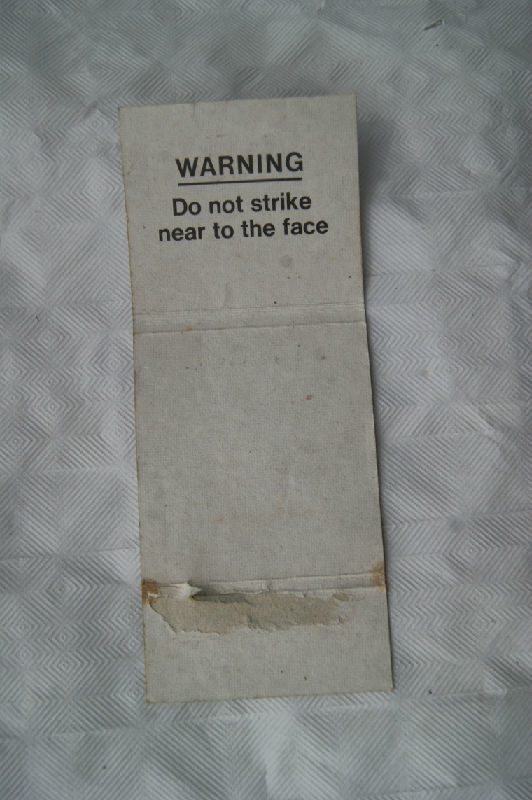 WARNING
Do not strike
near to the face